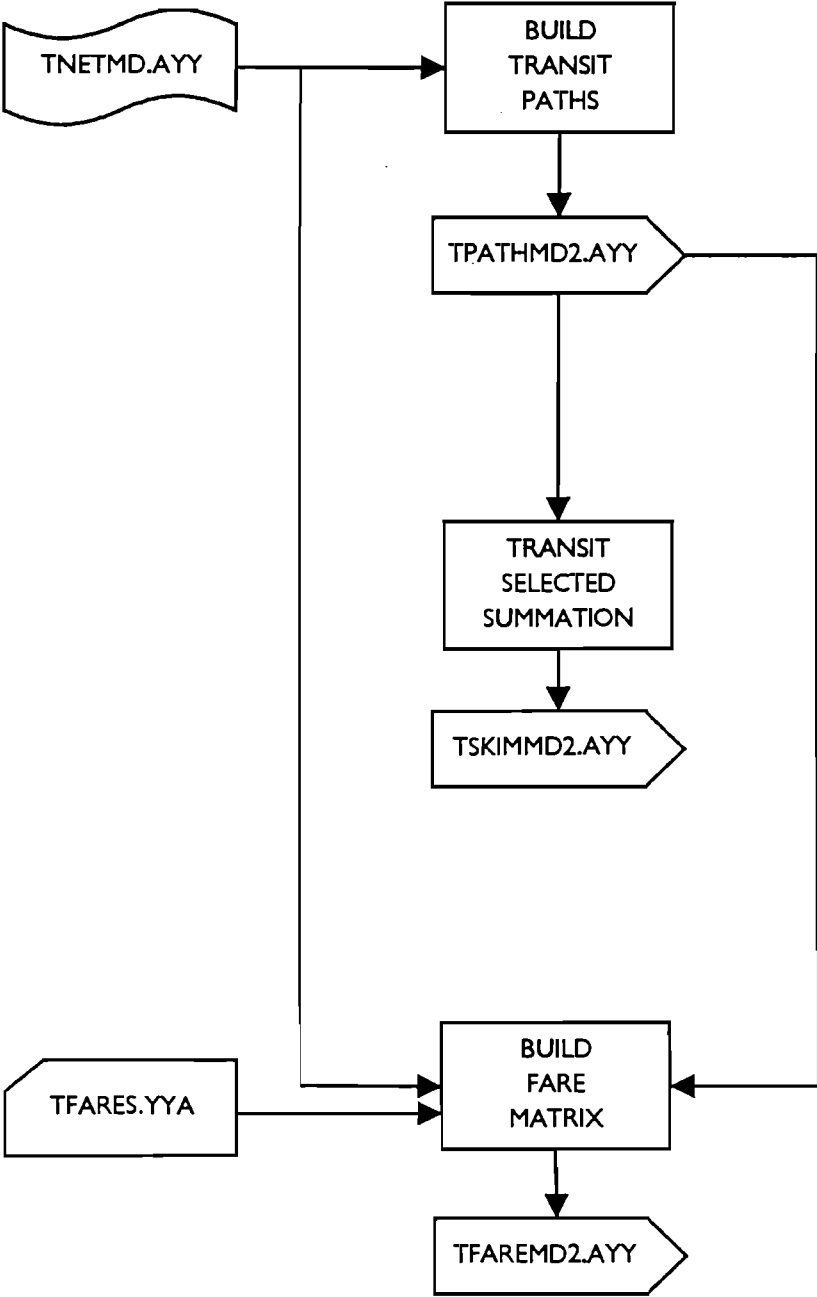 TNETMD.AYY
BUILD
TRANSIT
PATHS
TPATHMD2.AYY
TRANSIT
SELECTED
SUMMATION
TSKIMMD2.AYY
BUILD
FARE
MATRIX
TFARES.YYA
TFAREMD2.AYY